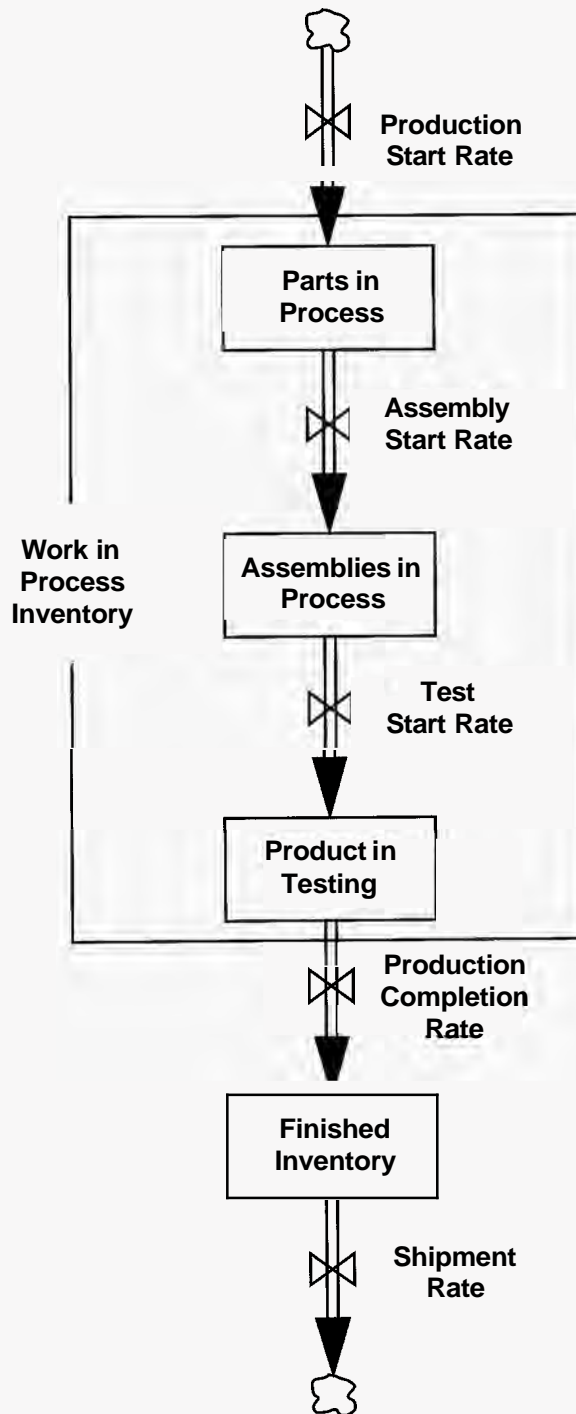 Production
Start Rate
Parts in
Process
Assembly
Start Rate
Work in
Process
Inventory
Assemblies in
Process
Test
Start Rate
Product in
Testing
Production
Completion
Rate
Finished
Inventory
Shipment
Rate